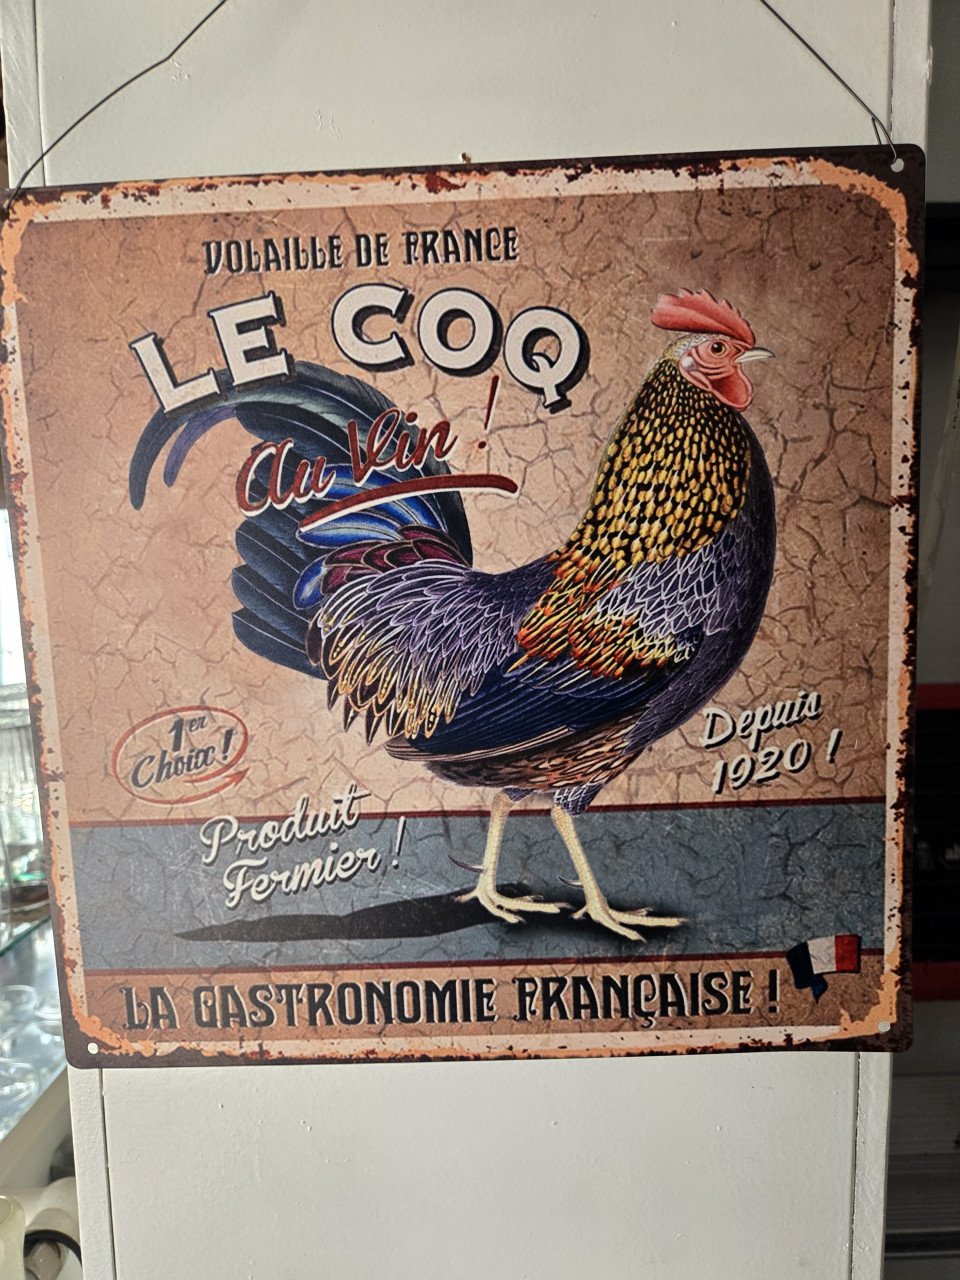 VOLAILLE DE FRANCE
LE COQ
au Vin !
1er
Choix !
Depuis
1920 !
Produit
Fermier !
LA GASTRONOMIE FRANÇAISE !